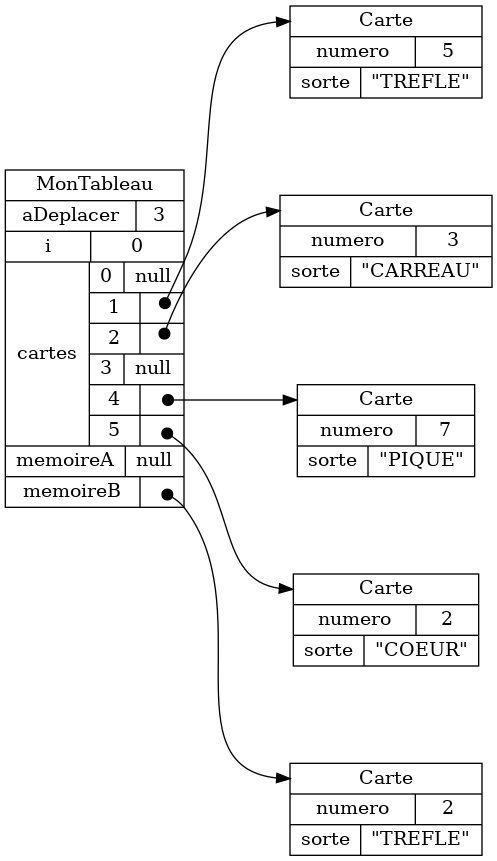 Carte
numero 5
sorte "TREFLE"
Carte
numero 3
sorte "CARREAU"
MonTableau
aDeplacer 3
i 0
cartes
0 null
1
2
3 null
4
5
memoireA null
memoireB
Carte
numero 7
sorte "PIQUE"
Carte
numero 2
sorte "COEUR"
Carte
numero 2
sorte "TREFLE"